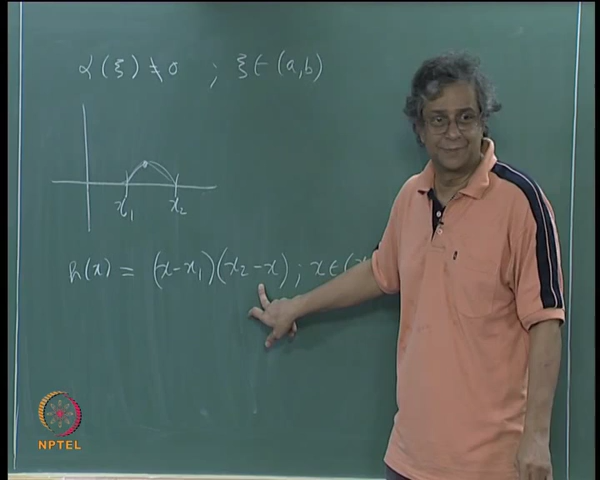 α(ξ) ≠ 0 ; ξ ∈ (a,b)
x₁ x₂
h(x) = (x-x₁)(x₂-x) ; x ∈ (x
NPTEL